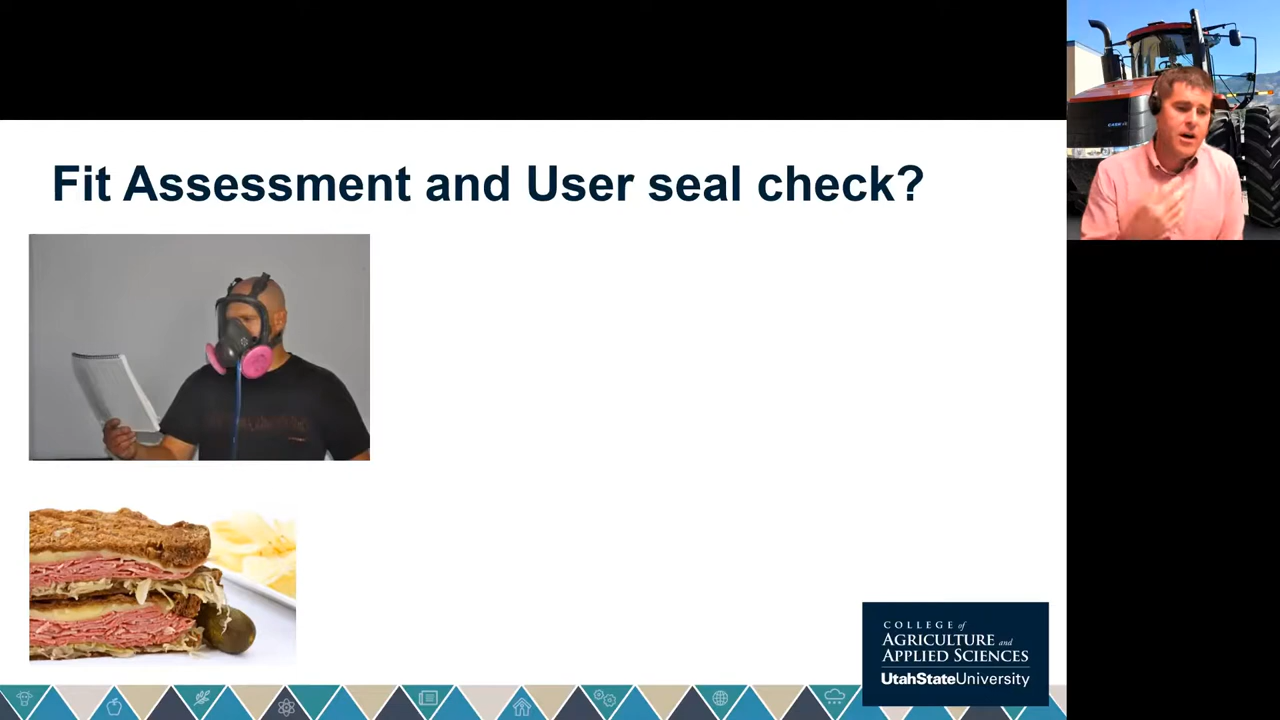 Fit Assessment and User seal check?
COLLEGE of
AGRICULTURE and
APPLIED SCIENCES
UtahStateUniversity